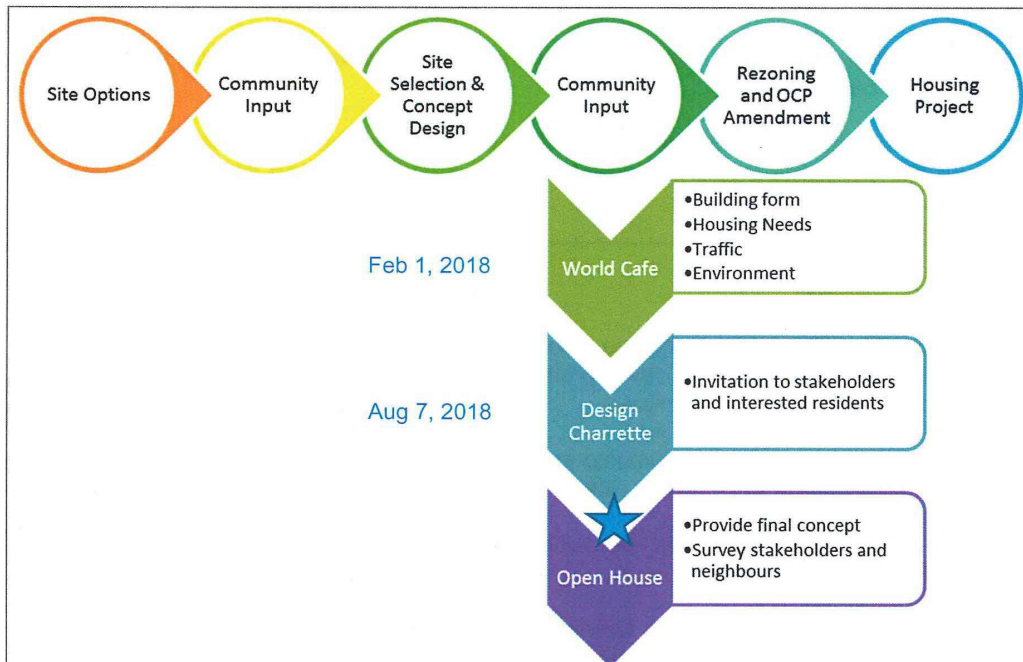 Site Options
Community
Input
Site
Selection &
Concept
Design
Community
Input
Rezoning
and OCP
Amendment
Housing
Project
Feb 1, 2018
World Cafe
•Building form
•Housing Needs
•Traffic
•Environment
Aug 7, 2018
Design
Charrette
•Invitation to stakeholders
and interested residents
Open House
•Provide final concept
•Survey stakeholders and
neighbours